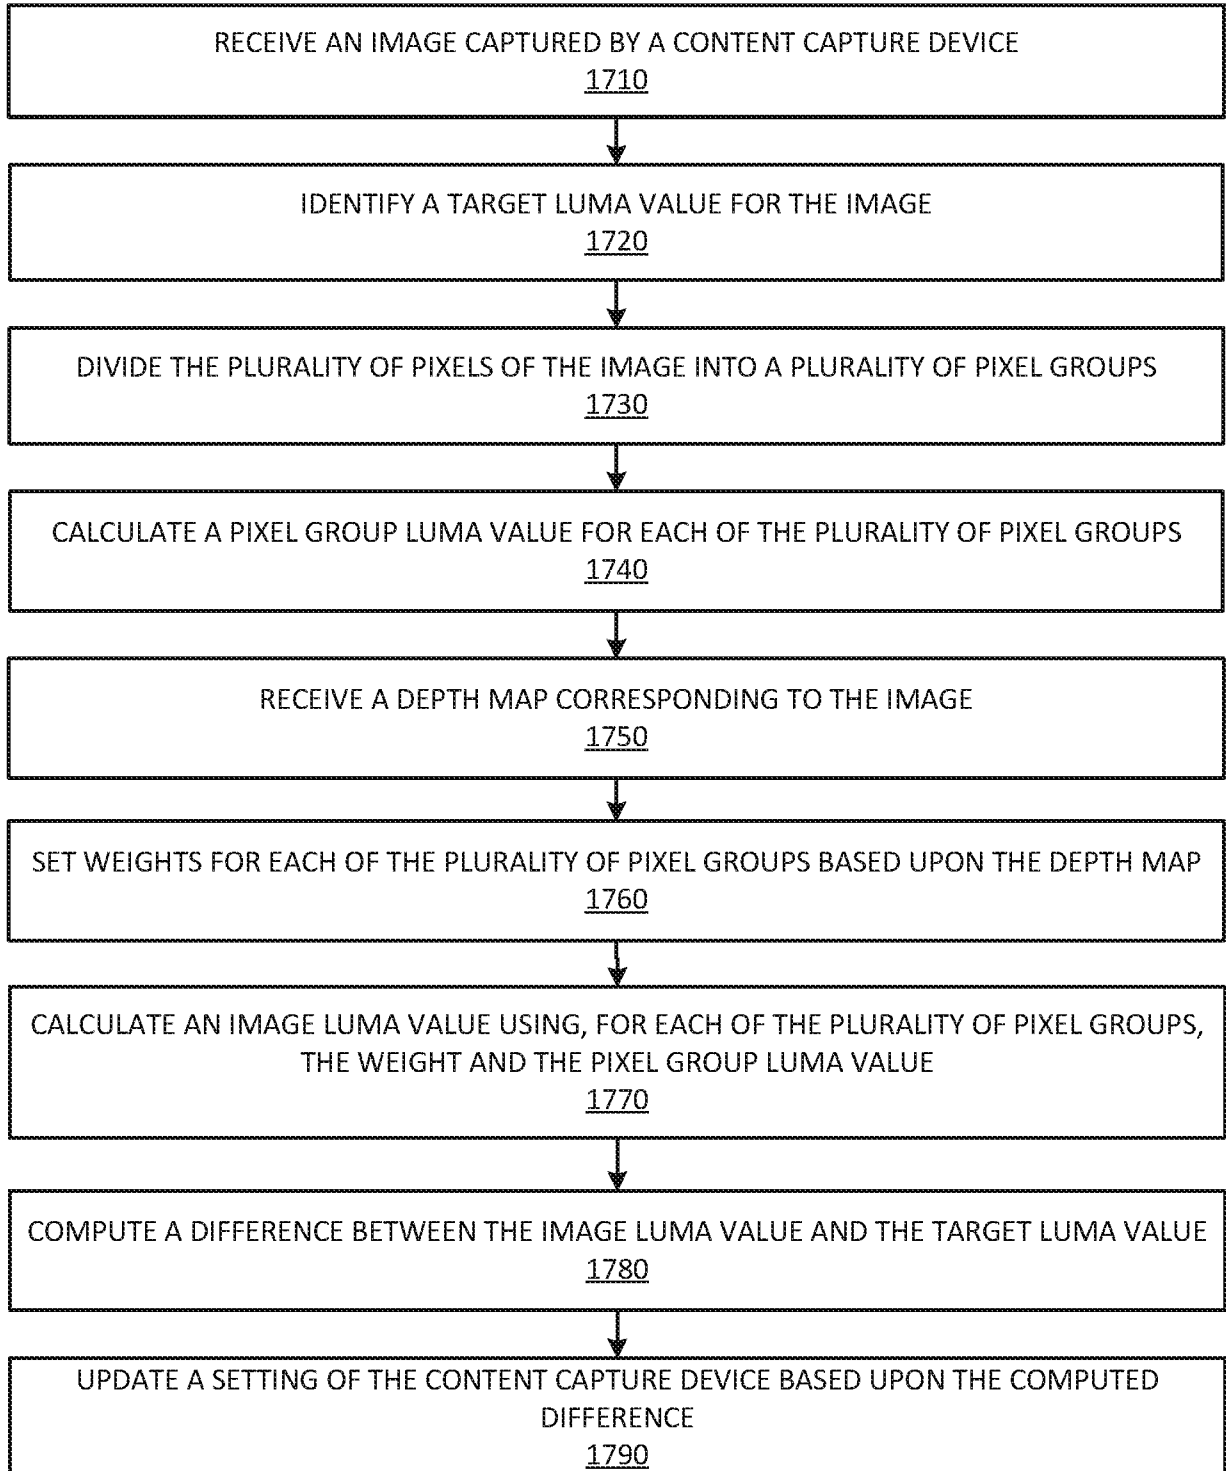 RECEIVE AN IMAGE CAPTURED BY A CONTENT CAPTURE DEVICE
1710
IDENTIFY A TARGET LUMA VALUE FOR THE IMAGE
1720
DIVIDE THE PLURALITY OF PIXELS OF THE IMAGE INTO A PLURALITY OF PIXEL GROUPS
1730
CALCULATE A PIXEL GROUP LUMA VALUE FOR EACH OF THE PLURALITY OF PIXEL GROUPS
1740
RECEIVE A DEPTH MAP CORRESPONDING TO THE IMAGE
1750
SET WEIGHTS FOR EACH OF THE PLURALITY OF PIXEL GROUPS BASED UPON THE DEPTH MAP
1760
CALCULATE AN IMAGE LUMA VALUE USING, FOR EACH OF THE PLURALITY OF PIXEL GROUPS,
THE WEIGHT AND THE PIXEL GROUP LUMA VALUE
1770
COMPUTE A DIFFERENCE BETWEEN THE IMAGE LUMA VALUE AND THE TARGET LUMA VALUE
1780
UPDATE A SETTING OF THE CONTENT CAPTURE DEVICE BASED UPON THE COMPUTED
DIFFERENCE
1790